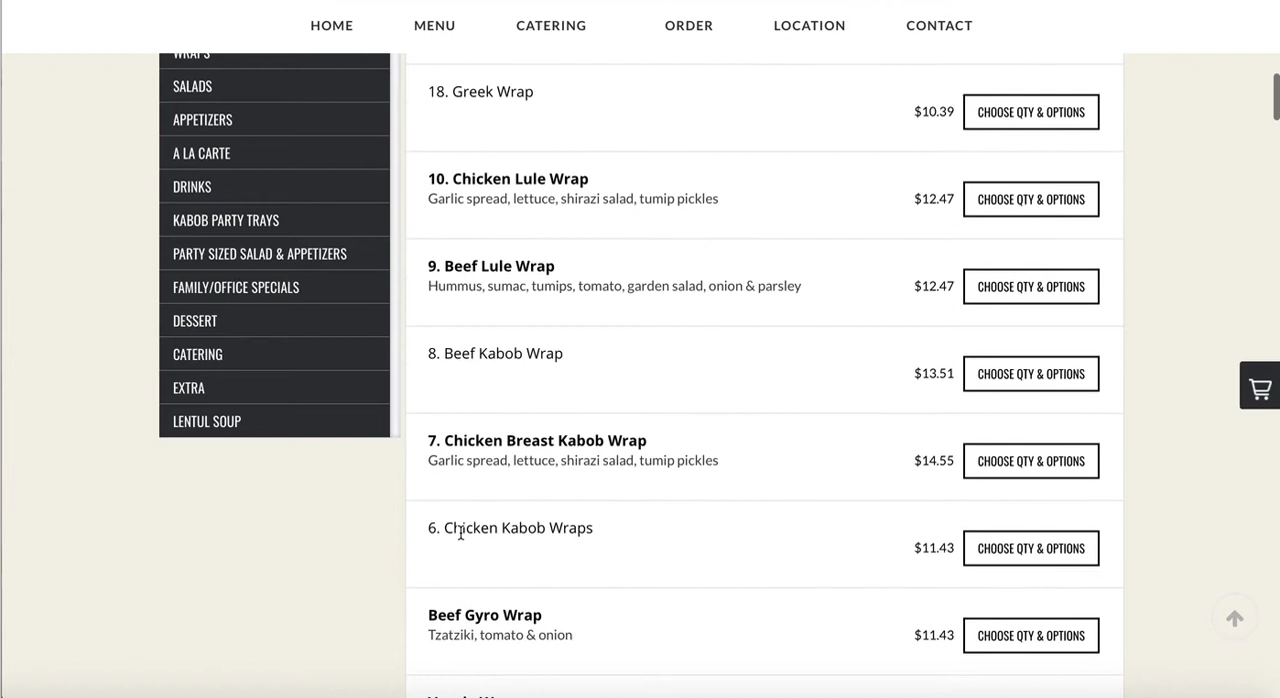 HOME MENU CATERING ORDER LOCATION CONTACT
WRAPS
SALADS
APPETIZERS
A LA CARTE
DRINKS
KABOB PARTY TRAYS
PARTY SIZED SALAD & APPETIZERS
FAMILY/OFFICE SPECIALS
DESSERT
CATERING
EXTRA
LENTUL SOUP
18. Greek Wrap
$10.39 CHOOSE QTY & OPTIONS
10. Chicken Lule Wrap
Garlic spread, lettuce, shirazi salad, tumip pickles
$12.47 CHOOSE QTY & OPTIONS
9. Beef Lule Wrap
Hummus, sumac, tumips, tomato, garden salad, onion & parsley
$12.47 CHOOSE QTY & OPTIONS
8. Beef Kabob Wrap
$13.51 CHOOSE QTY & OPTIONS
7. Chicken Breast Kabob Wrap
Garlic spread, lettuce, shirazi salad, tumip pickles
$14.55 CHOOSE QTY & OPTIONS
6. Chicken Kabob Wraps
$11.43 CHOOSE QTY & OPTIONS
Beef Gyro Wrap
Tzatziki, tomato & onion
$11.43 CHOOSE QTY & OPTIONS